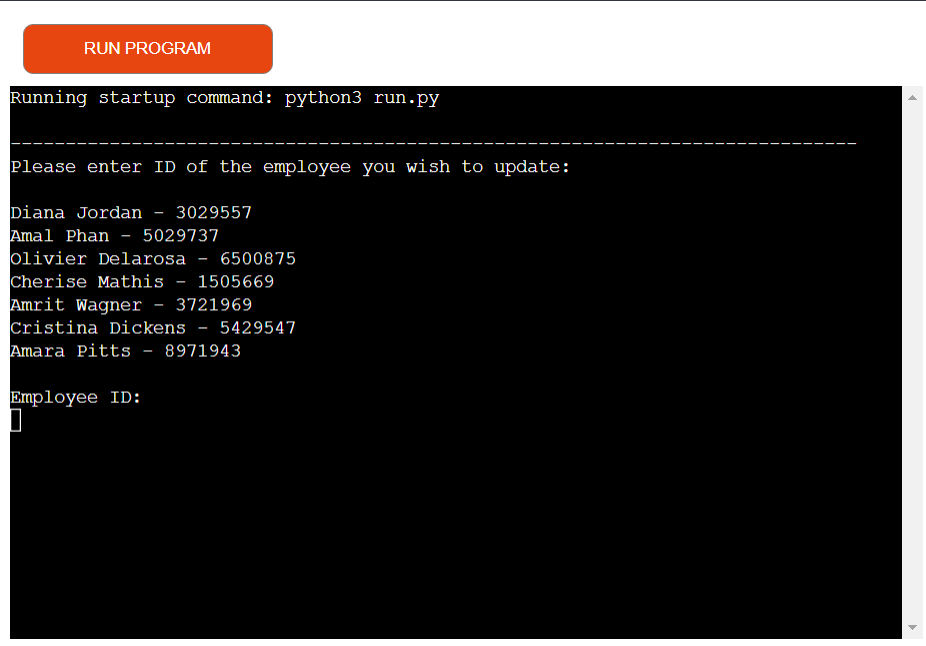 RUN PROGRAM
Running startup command: python3 run.py
-----------------------------------------------------------------------------
Please enter ID of the employee you wish to update:
Diana Jordan - 3029557
Amal Phan - 5029737
Olivier Delarosa - 6500875
Cherise Mathis - 1505669
Amrit Wagner - 3721969
Cristina Dickens - 5429547
Amara Pitts - 8971943
Employee ID: